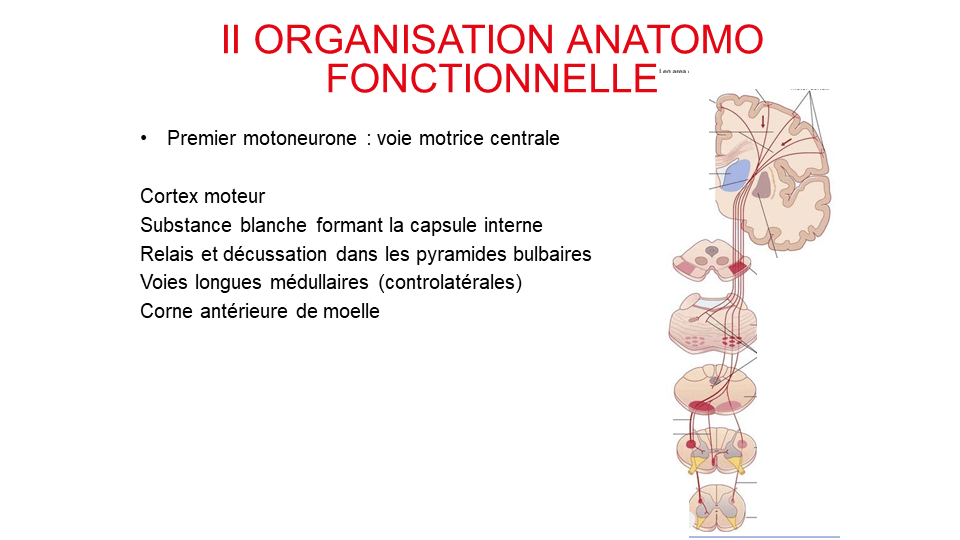 II ORGANISATION ANATOMO
FONCTIONNELLE
• Premier motoneurone : voie motrice centrale
Cortex moteur
Substance blanche formant la capsule interne
Relais et décussation dans les pyramides bulbaires
Voies longues médullaires (controlatérales)
Corne antérieure de moelle